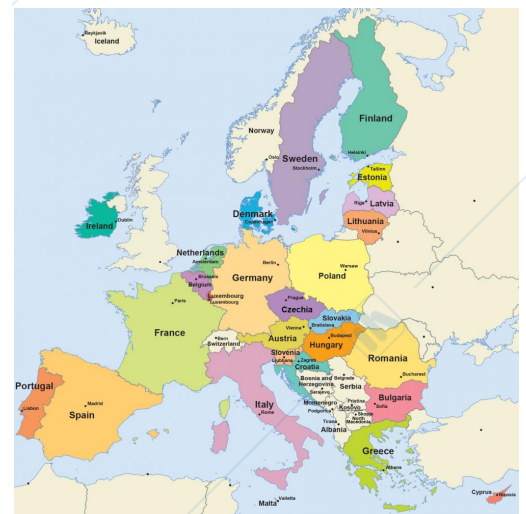 Reykjavik
Iceland
Finland
Norway
Helsinki
Oslo
Sweden
Stockholm
Tallinn
Estonia
Riga
Latvia
Lithuania
Vilnius
Denmark
Copenhagen
Dublin
Ireland
Netherlands
Amsterdam
Berlin
Warsaw
Germany
Poland
Brussels
Belgium
Luxembourg
Luxembourg
Paris
Prague
Czechia
Slovakia
Bratislava
Vienna
Austria
Budapest
Hungary
France
Bern
Switzerland
Slovenia
Ljubljana
Zagreb
Croatia
Romania
Bucharest
Bosnia and
Herzegovina
Belgrade
Sarajevo
Serbia
Portugal
Lisbon
Madrid
Spain
Italy
Rome
Montenegro
Podgorica
Pristina
Kosovo
Bulgaria
Sofia
Skopje
North
Macedonia
Tirana
Albania
Greece
Athens
Malta
Valletta
Cyprus
Nicosia